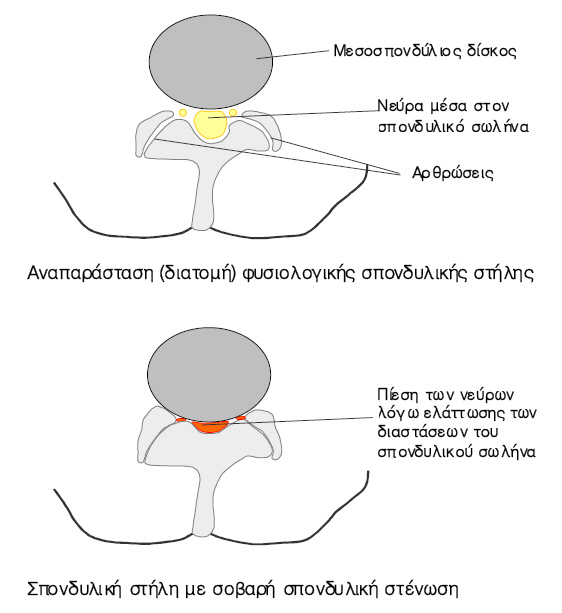 Μεσοσπονδύλιος δίσκος
Νεύρα μέσα στον
σπονδυλικό σωλήνα
Αρθρώσεις
Αναπαράσταση (διατομή) φυσιολογικής σπονδυλικής στήλης
Πίεση των νεύρων
λόγω ελάττωσης των
διαστάσεων του
σπονδυλικού σωλήνα
Σπονδυλική στήλη με σοβαρή σπονδυλική στένωση